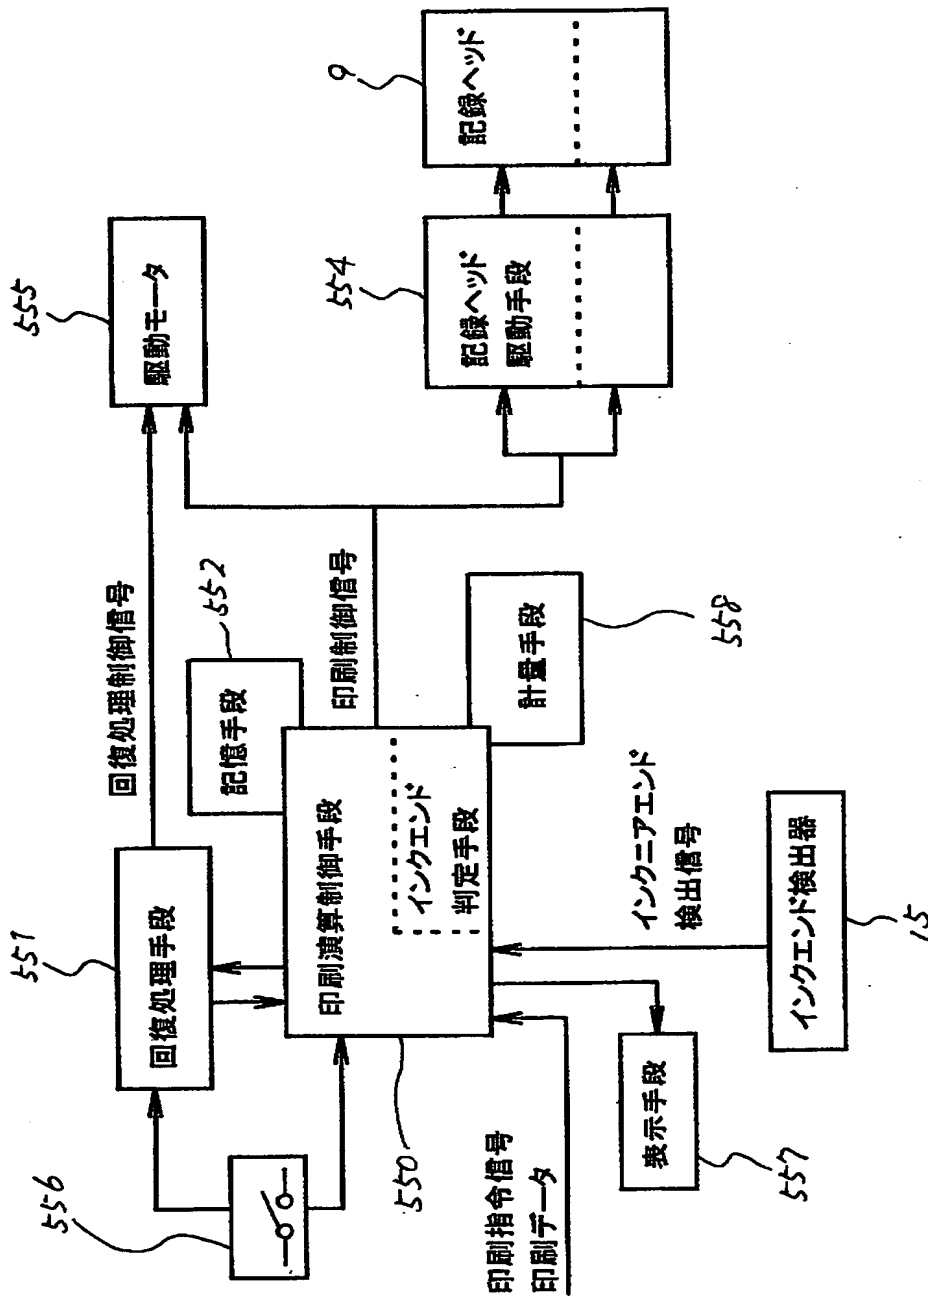 556
551
回復処理手段
回復処理制御信号
555
駆動モータ
記憶手段
552
印刷演算制御手段
インクエンド
判定手段
550
印刷制御信号
554
記録ヘッド
駆動手段
9
記録ヘッド
計量手段
558
印刷指令信号
印刷データ
表示手段
557
インクニアエンド
検出信号
インクエンド検出器
15